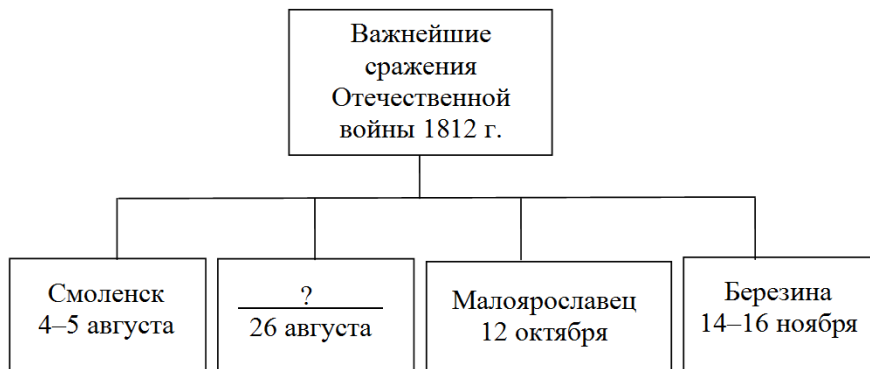 Важнейшие
сражения
Отечественной
войны 1812 г.
Смоленск
4–5 августа
?
26 августа
Малоярославец
12 октября
Березина
14–16 ноября